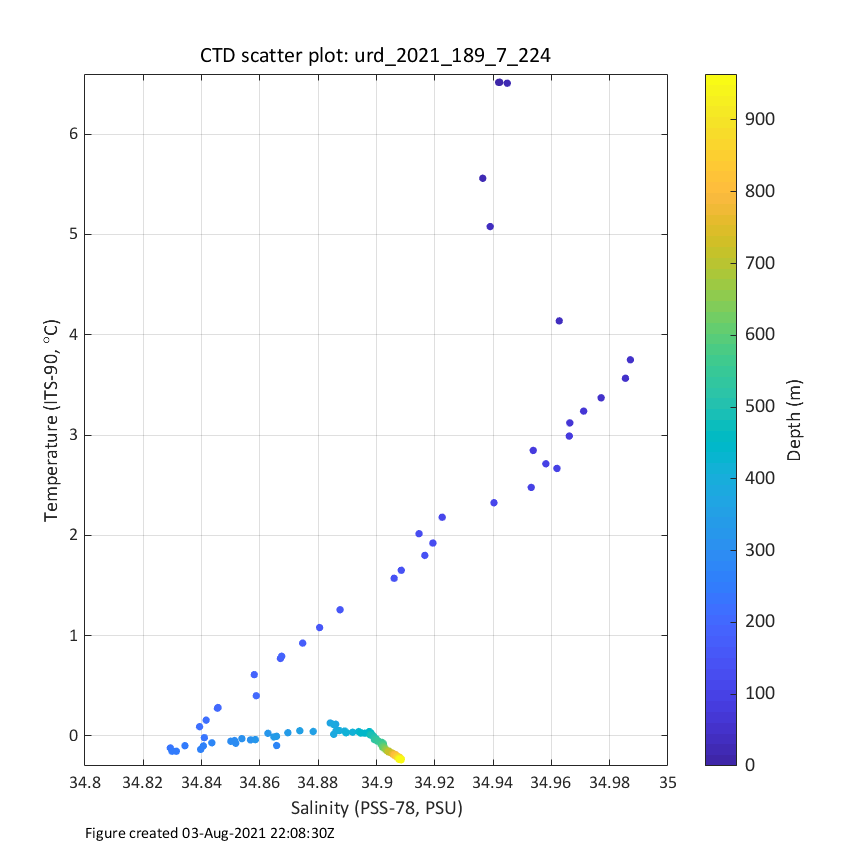 CTD scatter plot: urd_2021_189_7_224
6
5
4
3
2
1
0
Temperature (ITS-90, °C)
34.8 34.82 34.84 34.86 34.88 34.9 34.92 34.94 34.96 34.98 35
Salinity (PSS-78, PSU)
900
800
700
600
500
400
300
200
100
0
Depth (m)
Figure created 03-Aug-2021 22:08:30Z